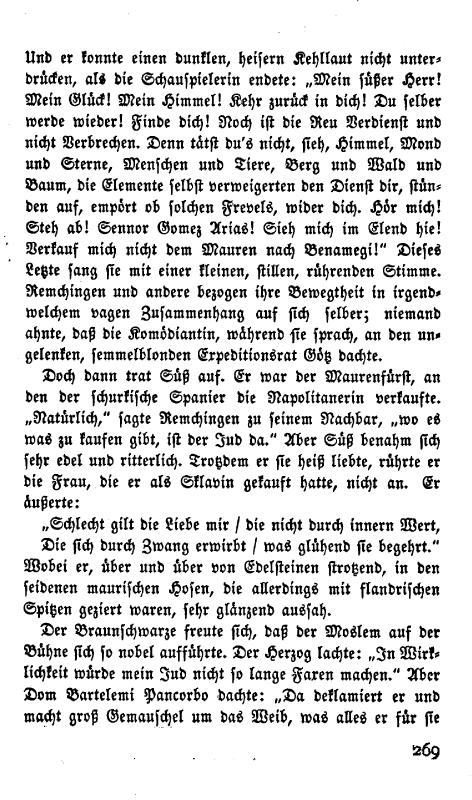 Und er konnte einen dunklen, heisern Kehllaut nicht unter-
drücken, als die Schauspielerin endete: „Mein süßer Herr!
Mein Glück! Mein Himmel! Kehr zurück in dich! Du selber
werde wieder! Finde dich! Noch ist die Reu Verdienst und
nicht Verbrechen. Denn tätst du's nicht, sieh, Himmel, Mond
und Sterne, Menschen und Tiere, Berg und Wald und
Baum, die Elemente selbst verweigerten den Dienst dir, stün-
den auf, empört ob solchen Frevels, wider dich. Hör mich!
Steh ab! Sennor Gomez Arias! Sieh mich im Elend hie!
Verkauf mich nicht dem Mauren nach Benamegi!“ Dieses
Letzte sang sie mit einer kleinen, stillen, rührenden Stimme.
Remchingen und andere bezogen ihre Bewegtheit in irgend-
welchem vagen Zusammenhang auf sich selber; niemand
ahnte, daß die Komödiantin, während sie sprach, an den un-
gelenken, semmelblonden Expeditionsrat Götz dachte.
Doch dann trat Süß auf. Er war der Maurenfürst, an
den der schurkische Spanier die Napolitanerin verkaufte.
„Natürlich,“ sagte Remchingen zu seinem Nachbar, „wo es
was zu kaufen gibt, ist der Jud da.“ Aber Süß benahm sich
sehr edel und ritterlich. Trotzdem er sie heiß liebte, rührte er
die Frau, die er als Sklavin gekauft hatte, nicht an. Er
äußerte:
„Schlecht gilt die Liebe mir / die nicht durch innern Wert,
Die sich durch Zwang erwirbt / was glühend sie begehrt.“
Wobei er, über und über von Edelsteinen strotzend, in den
seidenen maurischen Hosen, die allerdings mit flandrischen
Spitzen geziert waren, sehr glänzend aussah.
Der Braunschwarze freute sich, daß der Moslem auf der
Bühne sich so nobel aufführte. Der Herzog lachte: „In Wirk-
lichkeit würde mein Jud nicht so lange Faxen machen.“ Aber
Dom Bartelemi Pancorbo dachte: „Da deklamiert er und
macht groß Gemauschel um das Weib, was alles er für sie
269